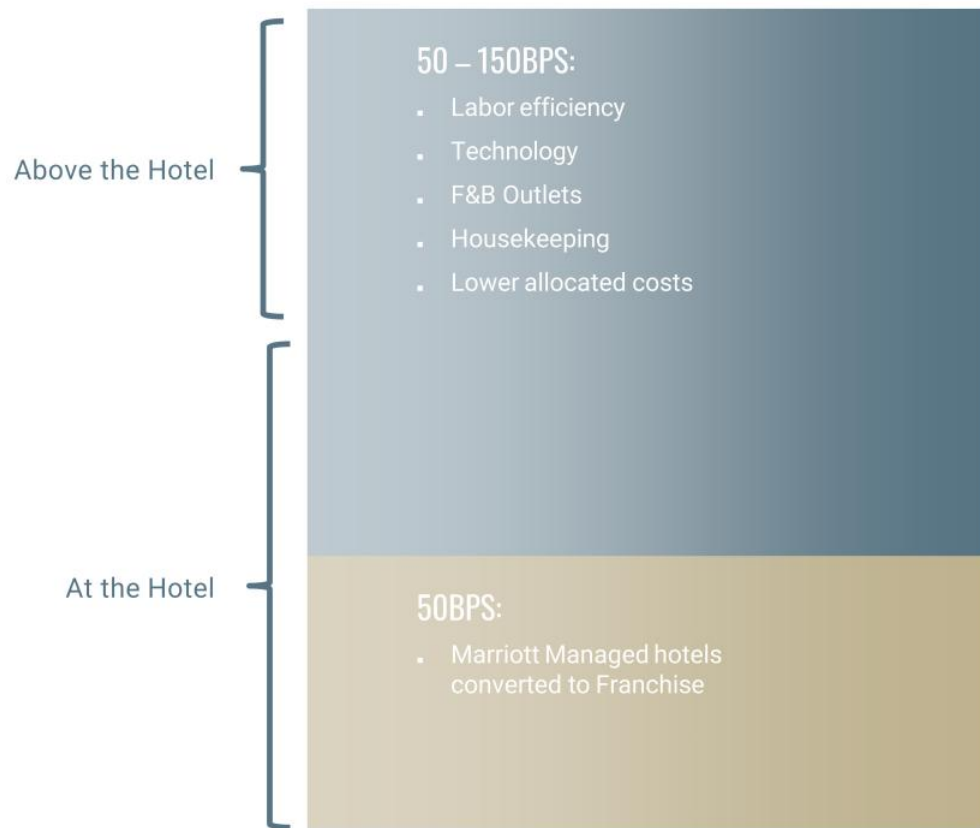 Above the Hotel
50 – 150BPS:
▪ Labor efficiency
▪ Technology
▪ F&B Outlets
▪ Housekeeping
▪ Lower allocated costs
At the Hotel
50BPS:
▪ Marriott Managed hotels
converted to Franchise